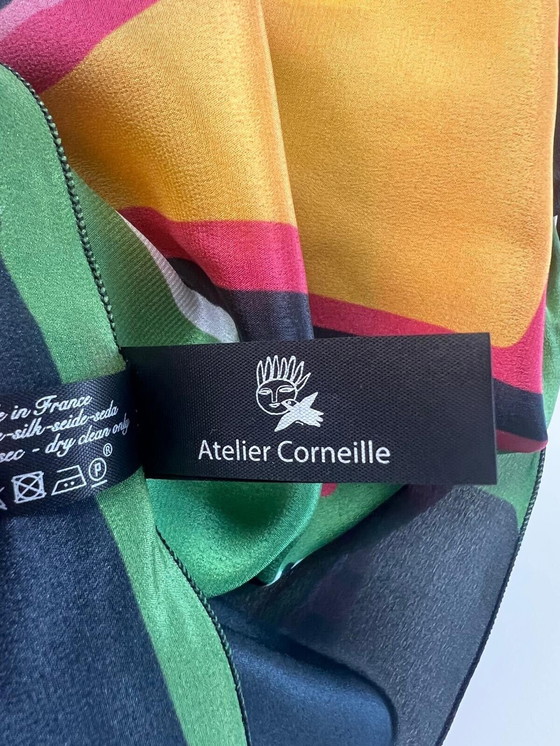 in France
silk-seide-seda
sec - dry clean only
P
®
Atelier Corneille